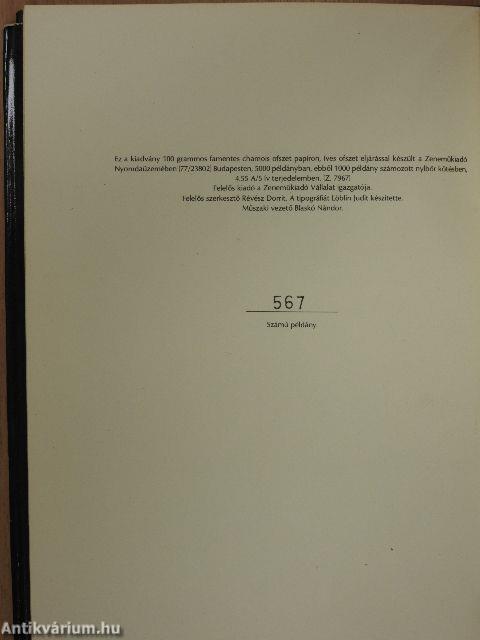 Ez a kiadvány 100 grammos famentes chamois ofszet papíron, íves ofszet eljárással készült a Zeneműkiadó
Nyomdaüzemében (77/23802) Budapesten, 5000 példányban, ebből 1000 példány számozott nylbőr kötésben,
4,55 A/5 ív terjedelemben. (Z. 7967)
Felelős kiadó a Zeneműkiadó Vállalat igazgatója.
Felelős szerkesztő Révész Dorrit. A tipográfiát Löblin Judit készítette.
Műszaki vezető Blaskó Nándor.
567
Számú példány.
Antikvárium.hu